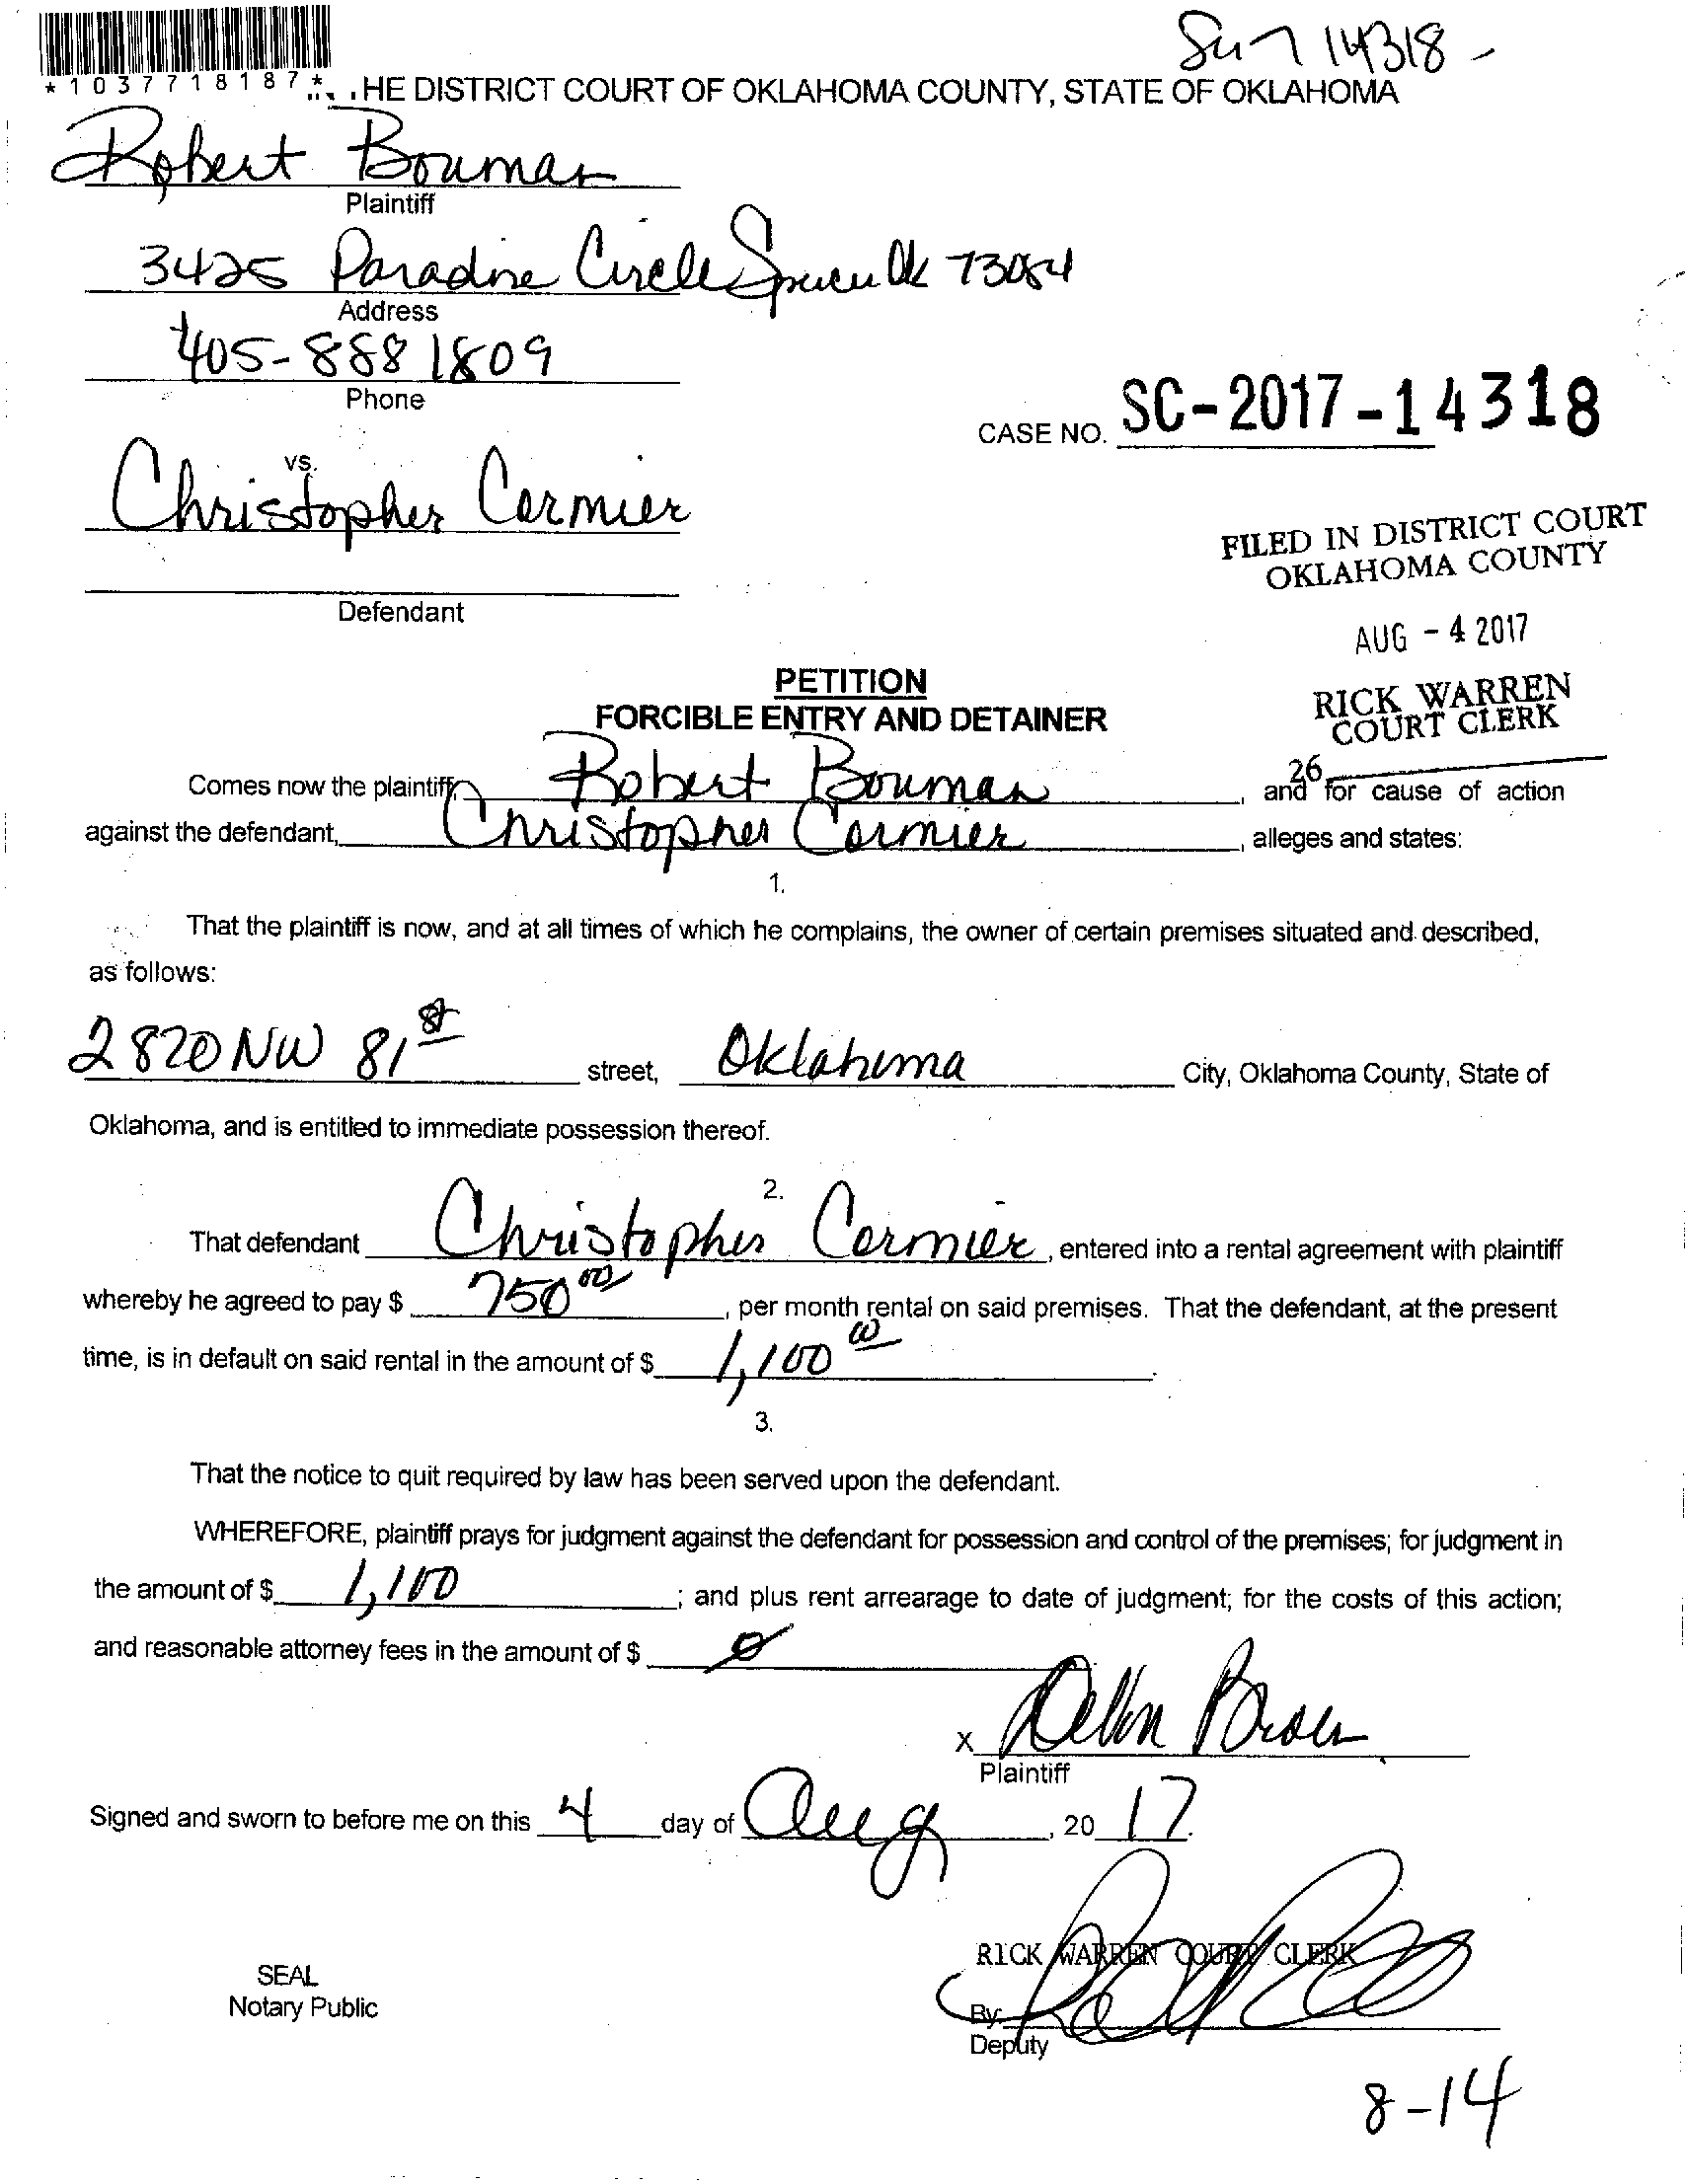 14318 -
* 1 0 3 7 7 1 8 1 8 7 *
HE DISTRICT COURT OF OKLAHOMA COUNTY, STATE OF OKLAHOMA
Robert Bouman
Plaintiff
3425 Paradise Circle Ok 73084
Address
405-888 1809
Phone
CASE NO. SC-2017-14318
vs.
Christopher Cormier
FILED IN DISTRICT COURT
OKLAHOMA COUNTY
Defendant
AUG - 4 2017
PETITION
FORCIBLE ENTRY AND DETAINER
RICK WARREN
COURT CLERK
26
Comes now the plaintiff, Robert Bouman, and for cause of action
against the defendant, Christopher Cormier, alleges and states:
1.
That the plaintiff is now, and at all times of which he complains, the owner of certain premises situated and described,
as follows:
2820 NW 81st street, Oklahoma City, Oklahoma County, State of
Oklahoma, and is entitled to immediate possession thereof.
2.
That defendant Christopher Cormier, entered into a rental agreement with plaintiff
whereby he agreed to pay $ 750 00, per month rental on said premises. That the defendant, at the present
time, is in default on said rental in the amount of $ 1,100 00.
3.
That the notice to quit required by law has been served upon the defendant.
WHEREFORE, plaintiff prays for judgment against the defendant for possession and control of the premises; for judgment in
the amount of $ 1,100; and plus rent arrearage to date of judgment; for the costs of this action;
and reasonable attorney fees in the amount of $ 0
X
Plaintiff
Signed and sworn to before me on this 4 day of Aug, 20 17.
RICK WARREN COURT CLERK
SEAL
Notary Public
By:
Deputy
8-14